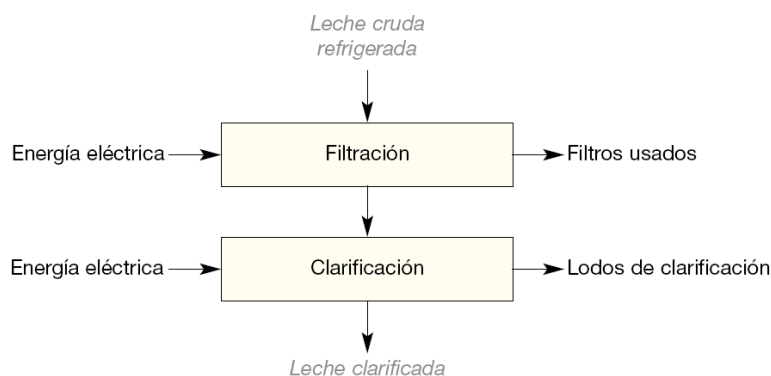 Leche cruda
refrigerada
Energía eléctrica
Filtración
Filtros usados
Energía eléctrica
Clarificación
Lodos de clarificación
Leche clarificada